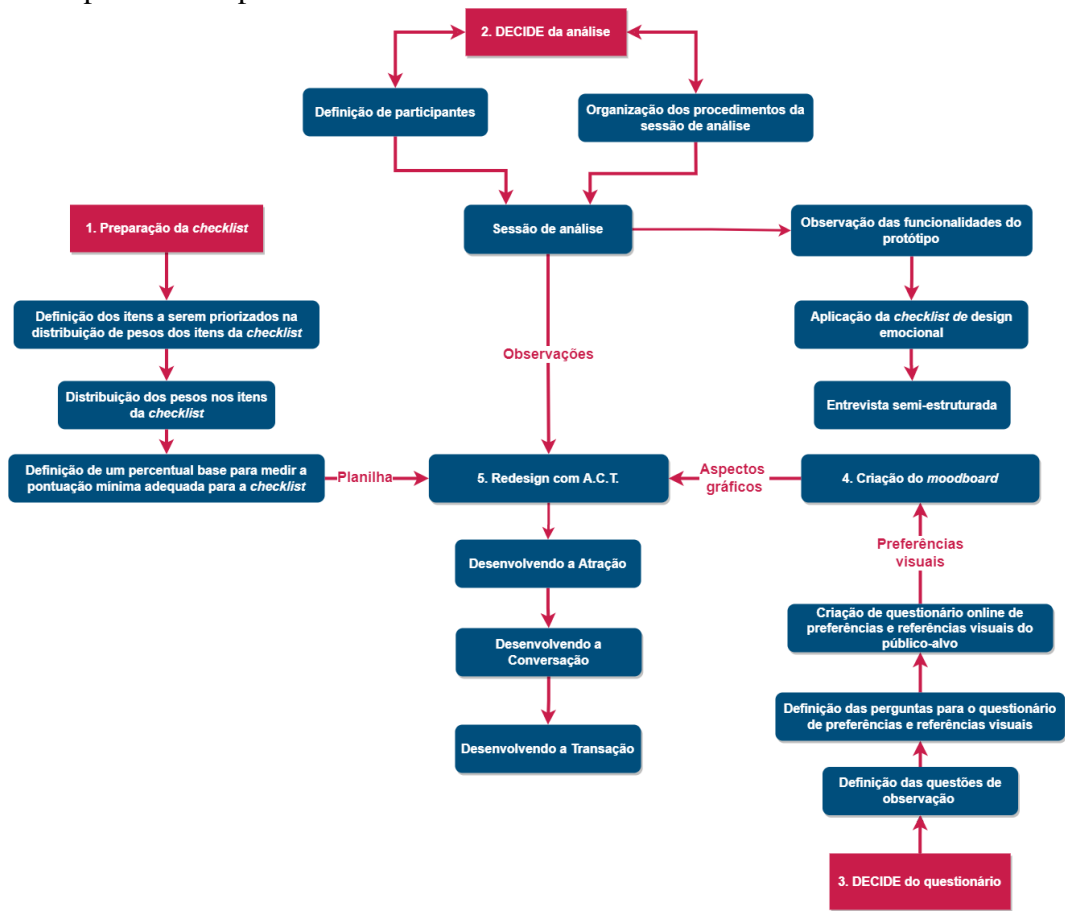 2. DECIDE da análise
Definição de participantes
Organização dos procedimentos da
sessão de análise
1. Preparação da checklist
Sessão de análise
Observação das funcionalidades do
protótipo
Definição dos itens a serem priorizados na
distribuição de pesos dos itens da checklist
Aplicação da checklist de design
emocional
Observações
Distribuição dos pesos nos itens
da checklist
Entrevista semi-estruturada
Definição de um percentual base para medir a
pontuação mínima adequada para a checklist
Planilha
5. Redesign com A.C.T.
Aspectos
gráficos
4. Criação do moodboard
Preferências
visuais
Desenvolvendo a Atração
Criação de questionário online de
preferências e referências visuais do
público-alvo
Desenvolvendo a
Conversação
Definição das perguntas para o questionário
de preferências e referências visuais
Desenvolvendo a Transação
Definição das questões de
observação
3. DECIDE do questionário